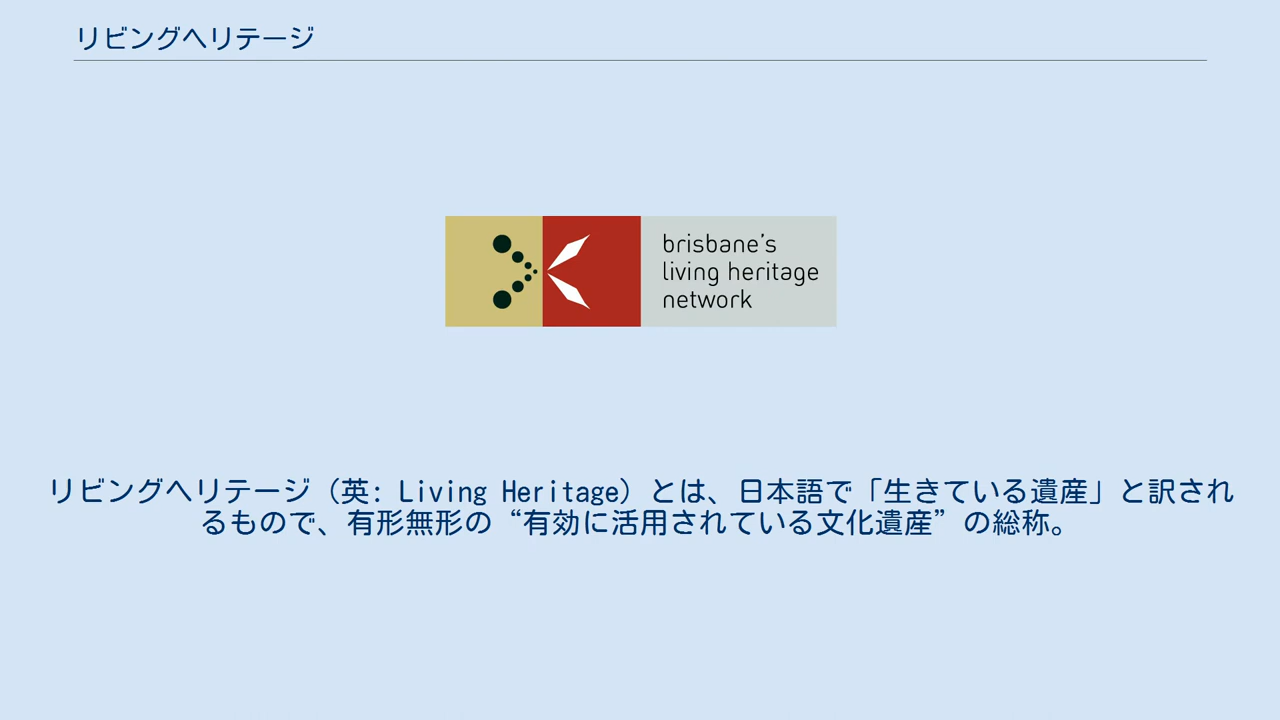 リビングヘリテージ
brisbane's
living heritage
network
リビングヘリテージ（英: Living Heritage）とは、日本語で「生きている遺産」と訳され
るもので、有形無形の“有効に活用されている文化遺産”の総称。